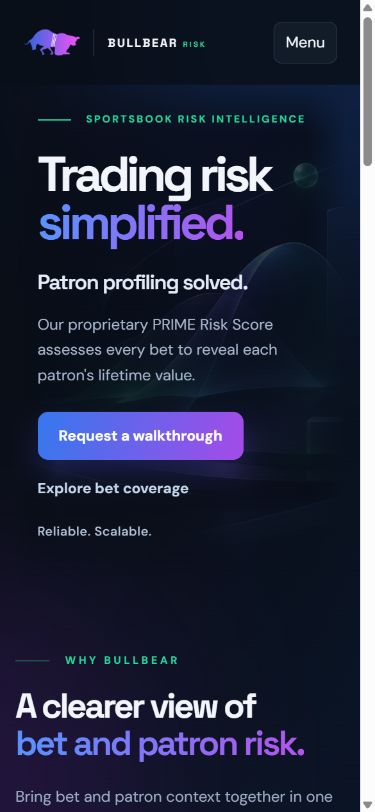 BULLBEAR RISK
Menu
SPORTSBOOK RISK INTELLIGENCE
Trading risk
simplified.
Patron profiling solved.
Our proprietary PRIME Risk Score
assesses every bet to reveal each
patron's lifetime value.
Request a walkthrough
Explore bet coverage
Reliable. Scalable.
WHY BULLBEAR
A clearer view of
bet and patron risk.
Bring bet and patron context together in one